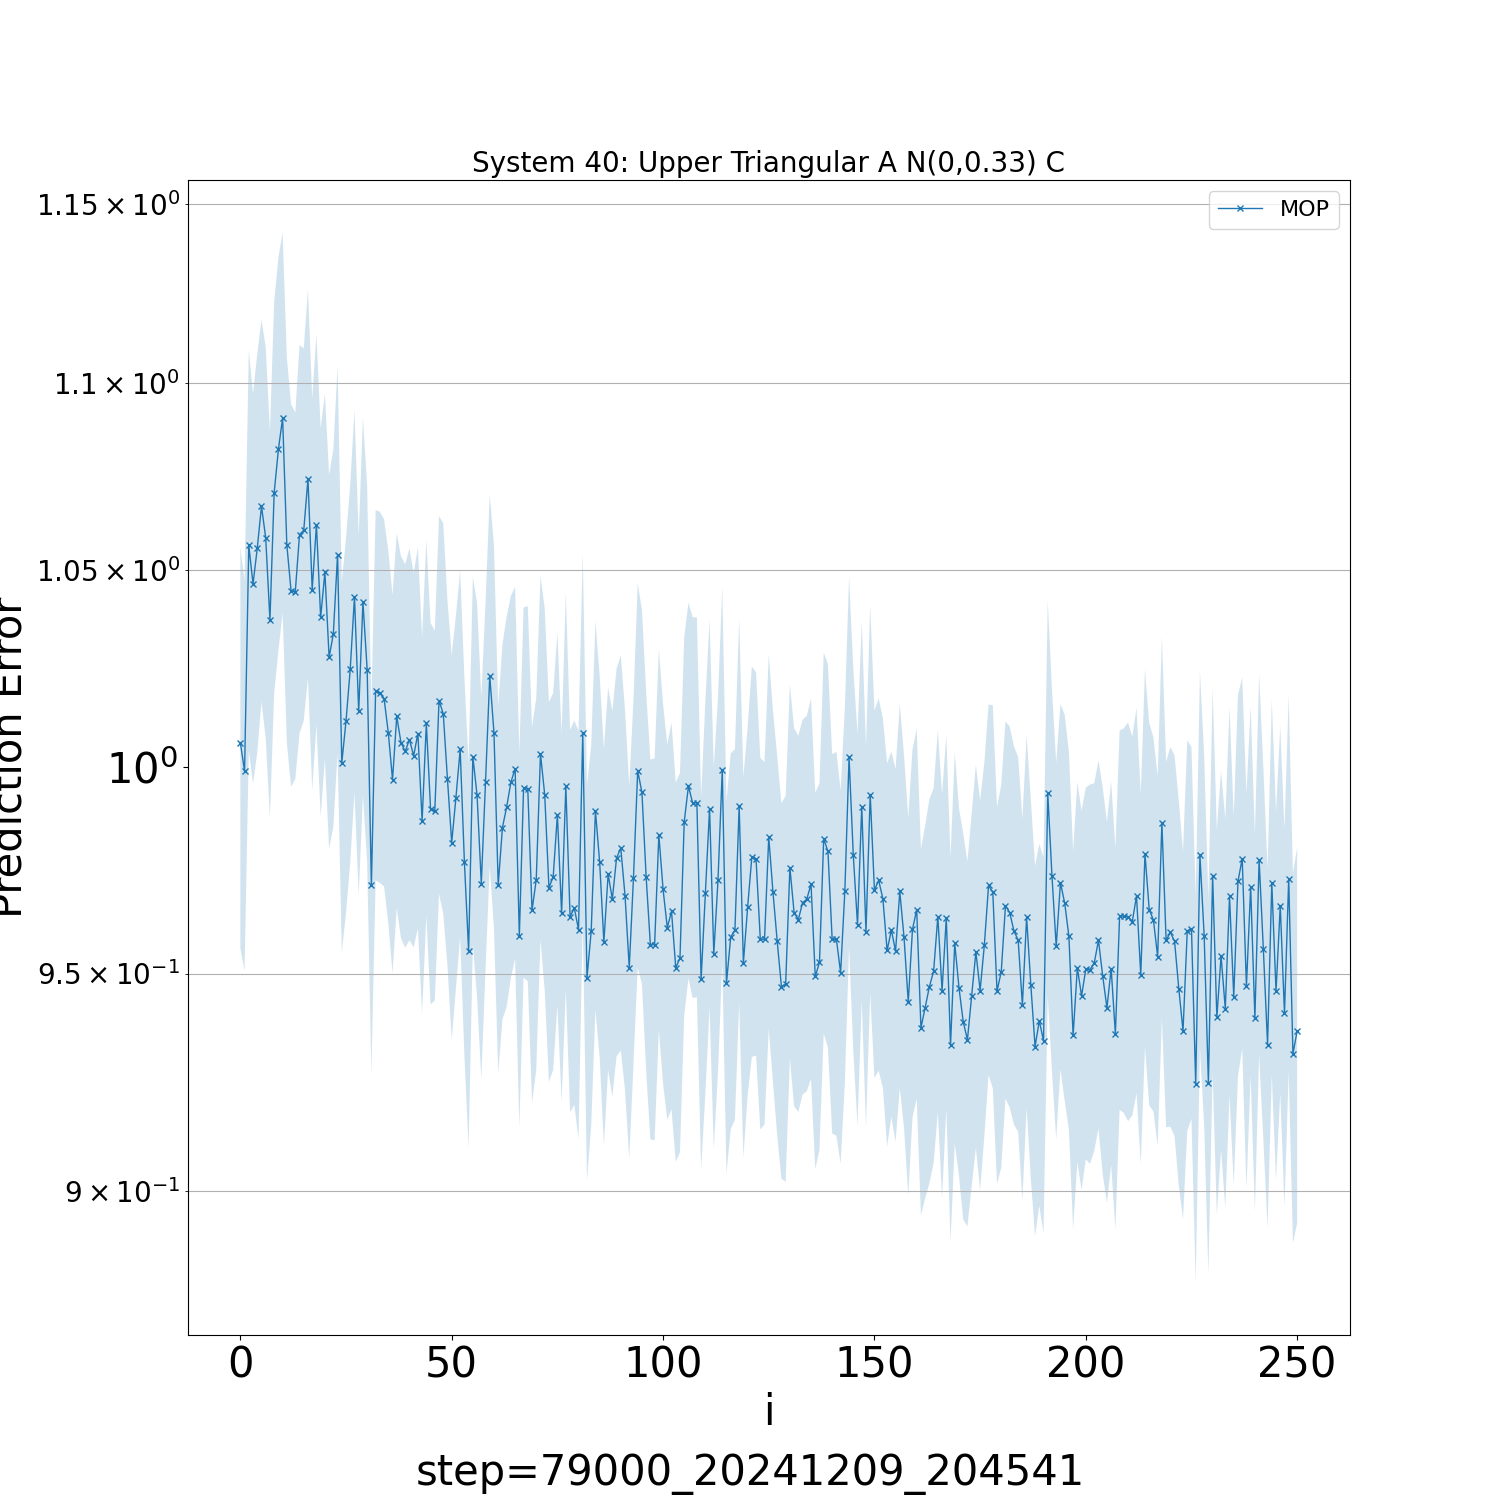 System 40: Upper Triangular A N(0,0.33) C
MOP
1.15 × 10⁰
1.1 × 10⁰
1.05 × 10⁰
10⁰
9.5 × 10⁻¹
9 × 10⁻¹
Prediction Error
0 50 100 150 200 250
i
step=79000_20241209_204541